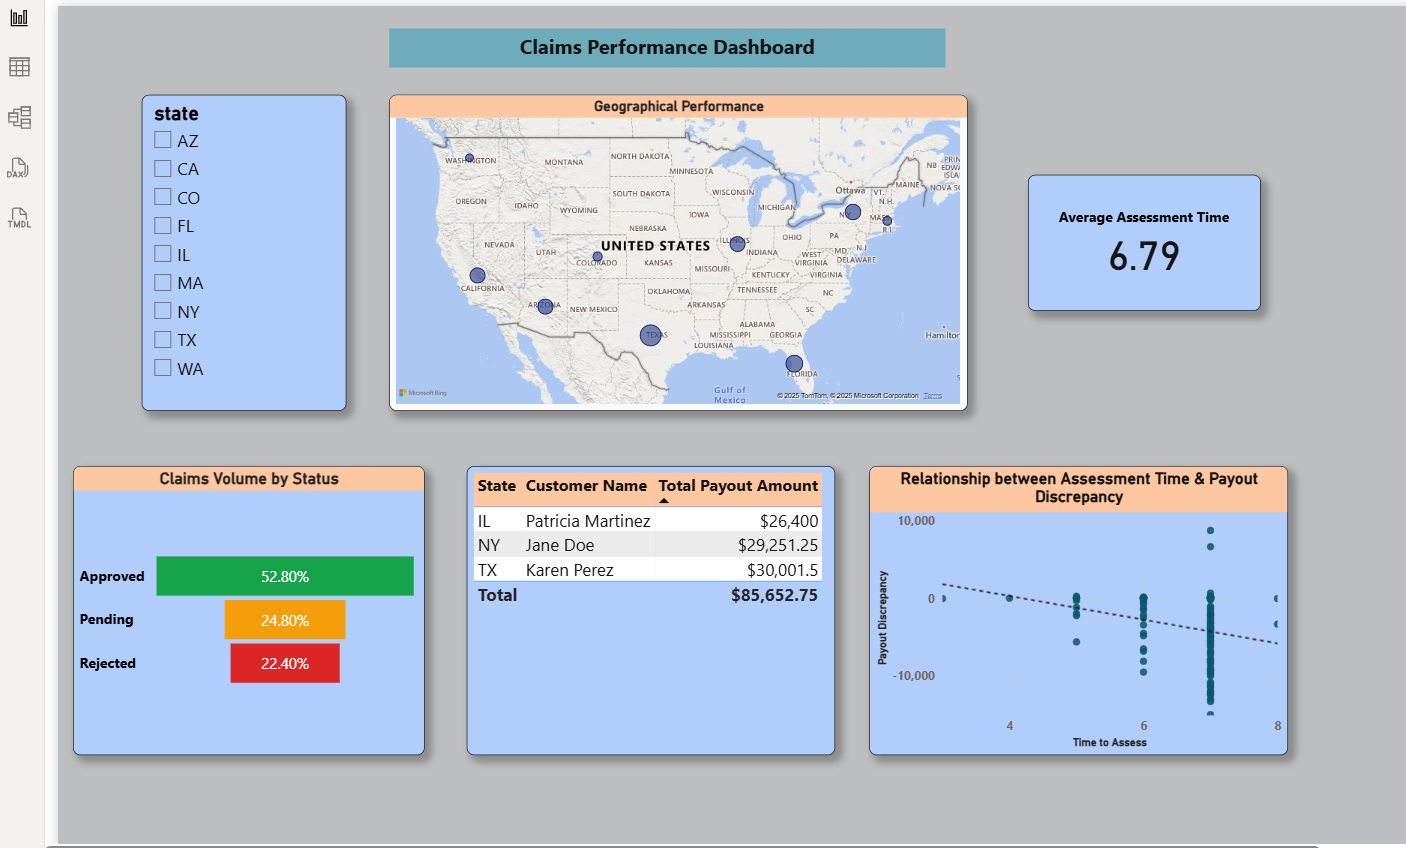 Claims Performance Dashboard
DAX
TMDL
state
AZ
CA
CO
FL
IL
MA
NY
TX
WA
Geographical Performance
WASHINGTON
MONTANA
NORTH DAKOTA
MINNESOTA
Ottawa
VT.
N.H.
MAINE
NB
NOVA
OREGON
IDAHO
WYOMING
SOUTH DAKOTA
WISCONSIN
MICHIGAN
NY
MASS
R.I.
IOWA
NEBRASKA
NEVADA
UTAH
COLORADO
UNITED STATES
KANSAS
ILLINOIS
INDIANA
OHIO
PA
N.J.
MD
DELAWARE
WEST
VIRGINIA
VIRGINIA
MISSOURI
KENTUCKY
CALIFORNIA
ARIZONA
NEW MEXICO
OKLAHOMA
ARKANSAS
TENNESSEE
NC
SC
TEXAS
LOUISIANA
MISSISSIPPI
ALABAMA
GEORGIA
FLORIDA
Hamilton
Gulf of
Mexico
Microsoft Bing
© 2025 TomTom, © 2025 Microsoft Corporation Terms
Average Assessment Time
6.79
Claims Volume by Status
Approved 52.80%
Pending 24.80%
Rejected 22.40%
State Customer Name Total Payout Amount
IL Patricia Martinez $26,400
NY Jane Doe $29,251.25
TX Karen Perez $30,001.5
Total $85,652.75
Relationship between Assessment Time & Payout
Discrepancy
10,000
0
-10,000
Payout Discrepancy
4 6 8
Time to Assess